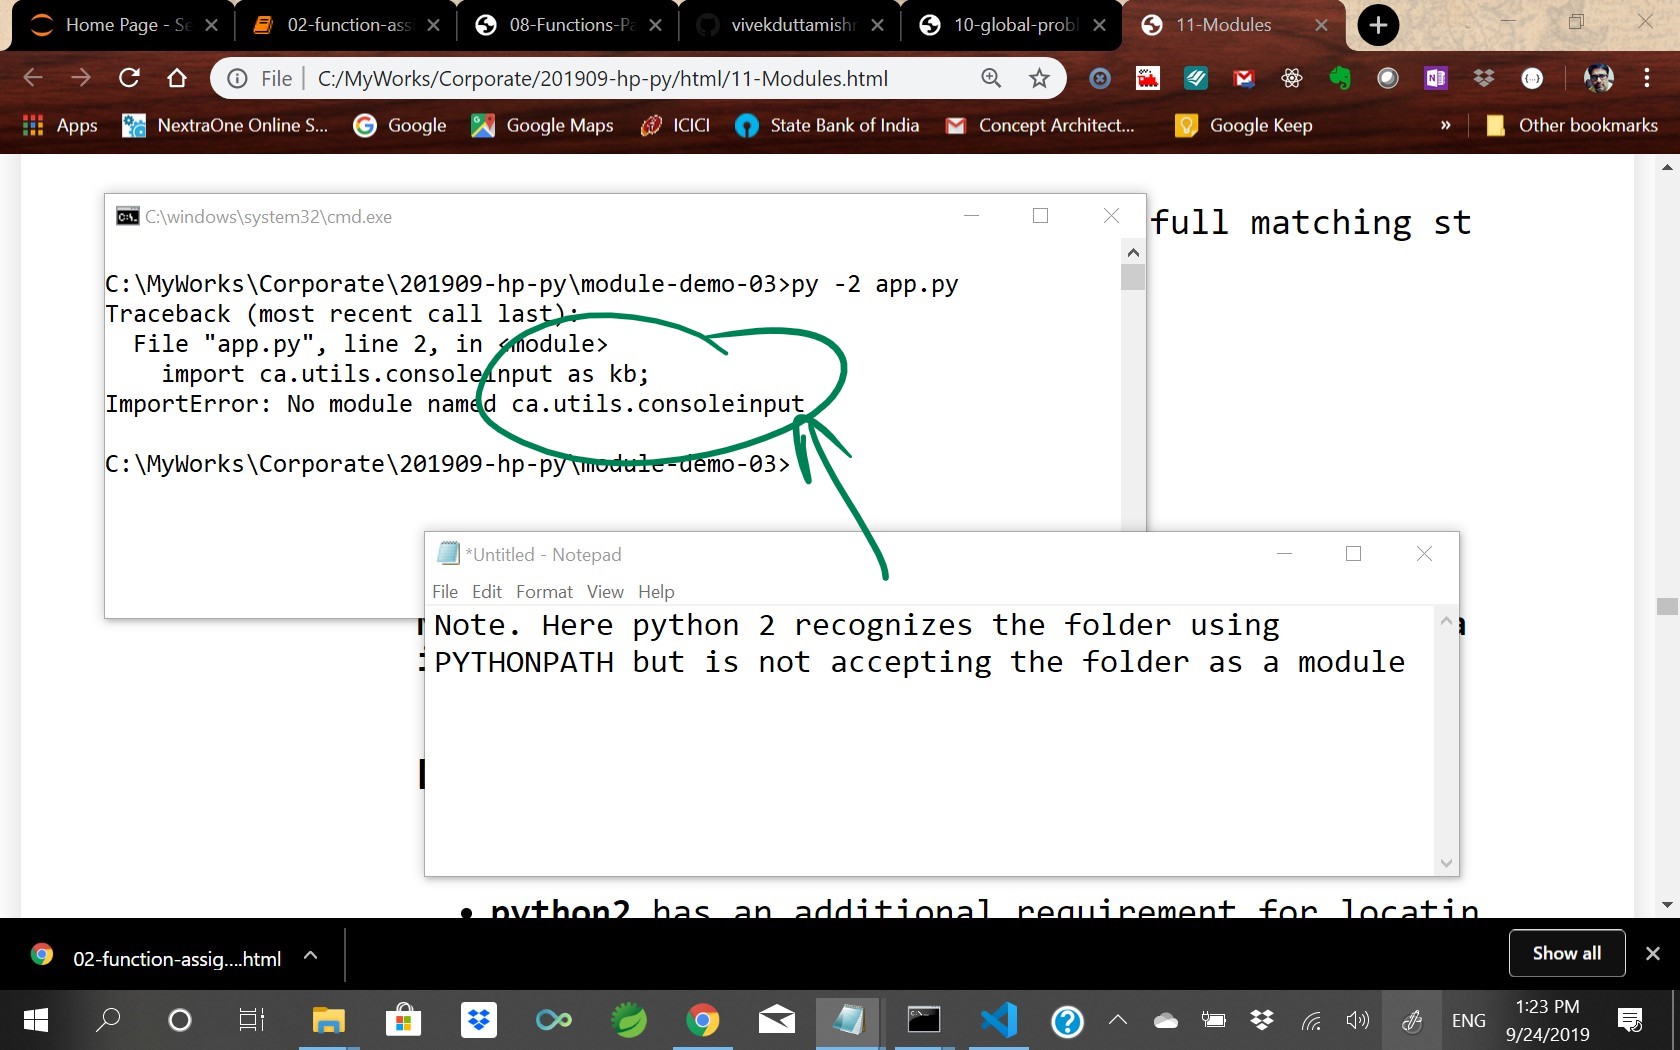 Home Page - Se
02-function-ass
08-Functions-Pa
vivekduttamishr
10-global-probl
11-Modules
File
C:/MyWorks/Corporate/201909-hp-py/html/11-Modules.html
Apps
NextraOne Online S...
Google
Google Maps
ICICI
State Bank of India
Concept Architect...
Google Keep
»
Other bookmarks
full matching st
C:\windows\system32\cmd.exe
C:\MyWorks\Corporate\201909-hp-py\module-demo-03>py -2 app.py
Traceback (most recent call last):
File "app.py", line 2, in <module>
import ca.utils.consoleinput as kb;
ImportError: No module named ca.utils.consoleinput
C:\MyWorks\Corporate\201909-hp-py\module-demo-03>
*Untitled - Notepad
File Edit Format View Help
Note. Here python 2 recognizes the folder using
PYTHONPATH but is not accepting the folder as a module
• python2 has an additional requirement for locatin
02-function-assig....html
Show all
ENG
1:23 PM
9/24/2019